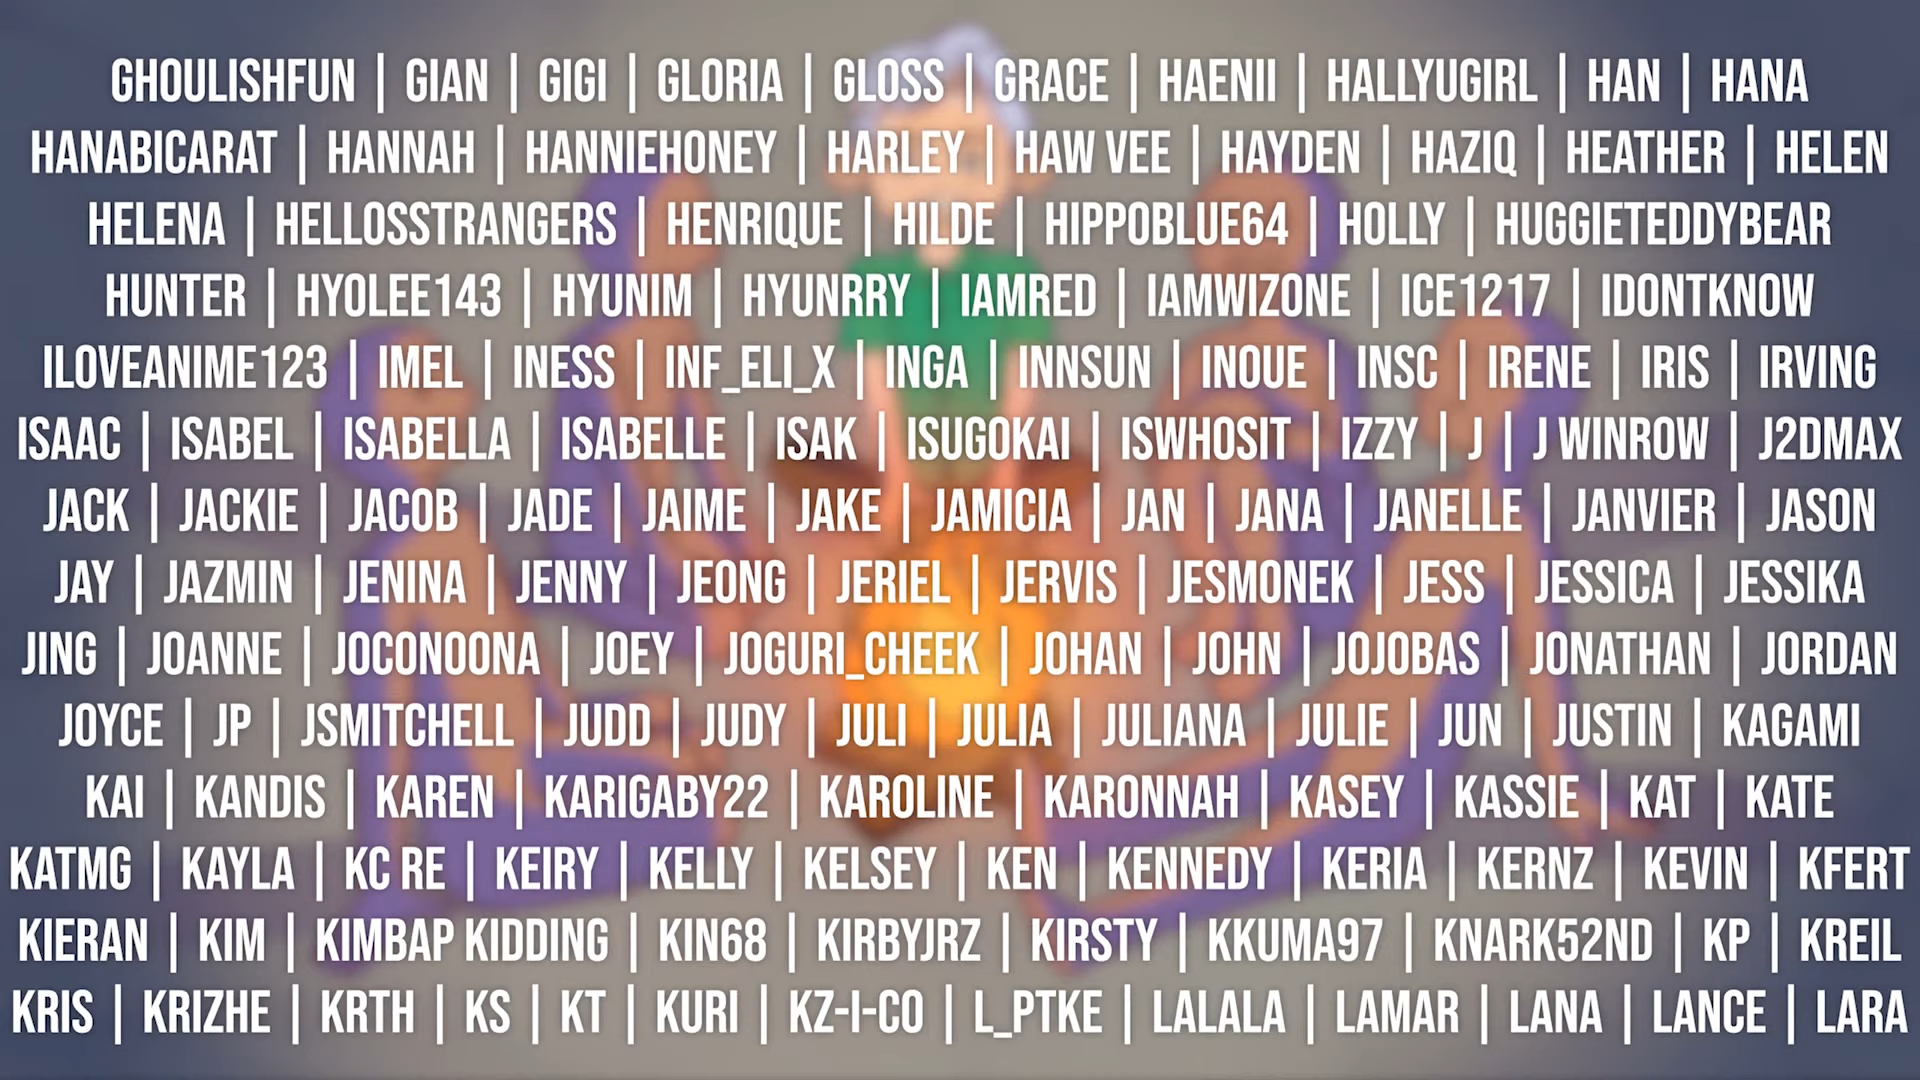 GHOULISHFUN | GIAN | GIGI | GLORIA | GLOSS | GRACE | HAENII | HALLYUGIRL | HAN | HANA
HANABICARAT | HANNAH | HANNIEHONEY | HARLEY | HAW VEE | HAYDEN | HAZIQ | HEATHER | HELEN
HELENA | HELLOSSTRANGERS | HENRIQUE | HILDE | HIPPOBLUE64 | HOLLY | HUGGIETEDDYBEAR
HUNTER | HYOLEE143 | HYUNIM | HYUNRRY | IAMRED | IAMWIZONE | ICE1217 | IDONTKNOW
ILOVEANIME123 | IMEL | INESS | INF_ELI_X | INGA | INNSUN | INOUE | INSC | IRENE | IRIS | IRVING
ISAAC | ISABEL | ISABELLA | ISABELLE | ISAK | ISUGOKAI | ISWHOSIT | IZZY | J | J WINROW | J2DMAX
JACK | JACKIE | JACOB | JADE | JAIME | JAKE | JAMICIA | JAN | JANA | JANELLE | JANVIER | JASON
JAY | JAZMIN | JENINA | JENNY | JEONG | JERIEL | JERVIS | JESMONEK | JESS | JESSICA | JESSIKA
JING | JOANNE | JOCONOONA | JOEY | JOGURI_CHEEK | JOHAN | JOHN | JOJOBAS | JONATHAN | JORDAN
JOYCE | JP | JSMITCHELL | JUDD | JUDY | JULI | JULIA | JULIANA | JULIE | JUN | JUSTIN | KAGAMI
KAI | KANDIS | KAREN | KARIGABY22 | KAROLINE | KARONNAH | KASEY | KASSIE | KAT | KATE
KATMG | KAYLA | KC RE | KEIRY | KELLY | KELSEY | KEN | KENNEDY | KERIA | KERNZ | KEVIN | KFERT
KIERAN | KIM | KIMBAP KIDDING | KIN68 | KIRBYJRZ | KIRSTY | KKUMA97 | KNARK52ND | KP | KREIL
KRIS | KRIZHE | KRTH | KS | KT | KURI | KZ-I-CO | L_PTKE | LALALA | LAMAR | LANA | LANCE | LARA